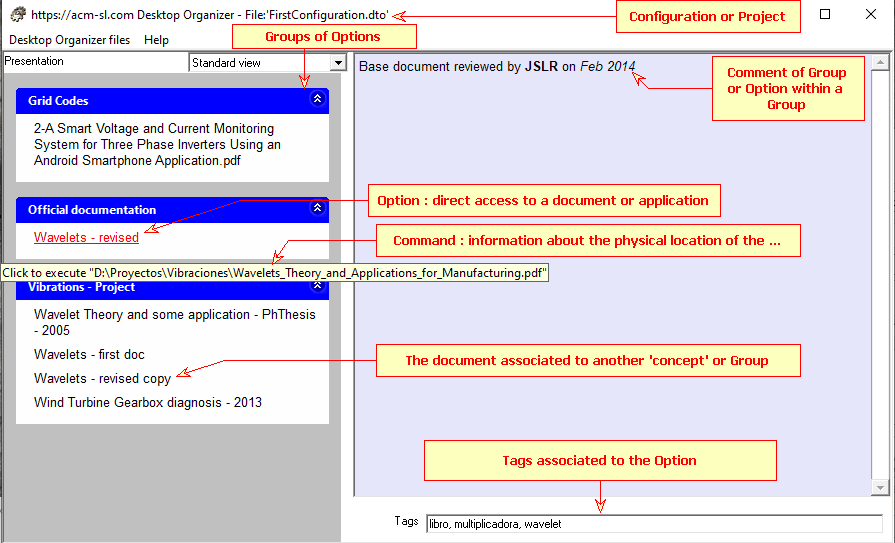 https://acm-sl.com Desktop Organizer - File:'FirstConfiguration.dto'
Configuration or Project
Desktop Organizer files Help
Groups of Options
Presentation
Standard view
Base document reviewed by JSLR on Feb 2014
Comment of Group
or Option within a
Group
Grid Codes
2-A Smart Voltage and Current Monitoring
System for Three Phase Inverters Using an
Android Smartphone Application.pdf
Official documentation
Option : direct access to a document or application
Wavelets - revised
Command : information about the physical location of the ...
Click to execute "D:\Proyectos\Vibraciones\Wavelets_Theory_and_Applications_for_Manufacturing.pdf"
Vibrations - Project
Wavelet Theory and some application - PhThesis
- 2005
Wavelets - first doc
The document associated to another 'concept' or Group
Wavelets - revised copy
Wind Turbine Gearbox diagnosis - 2013
Tags associated to the Option
Tags
libro, multiplicadora, wavelet